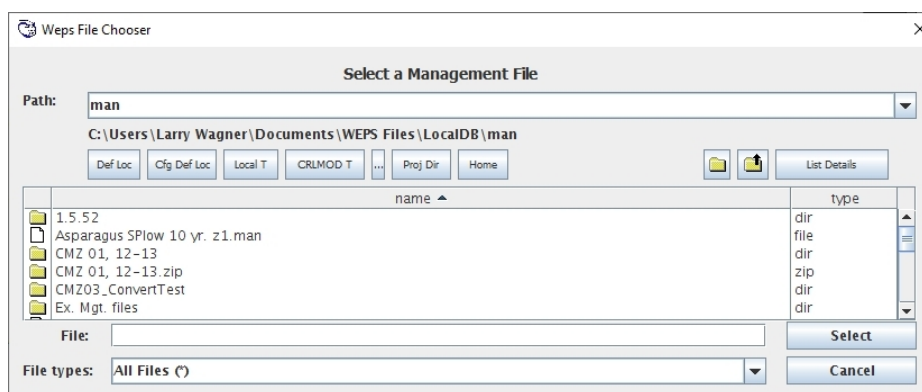 Weps File Chooser
Select a Management File
Path: man
C:\Users\Larry Wagner\Documents\WEPS Files\LocalDB\man
Def Loc Cfg Def Loc Local T CRLMOD T ... Proj Dir Home List Details
name type
1.5.52 dir
Asparagus SPlow 10 yr. z1.man file
CMZ 01, 12-13 dir
CMZ 01, 12-13.zip zip
CMZ03_ConvertTest dir
Ex. Mgt. files dir
File: Select
File types: All Files (*) Cancel